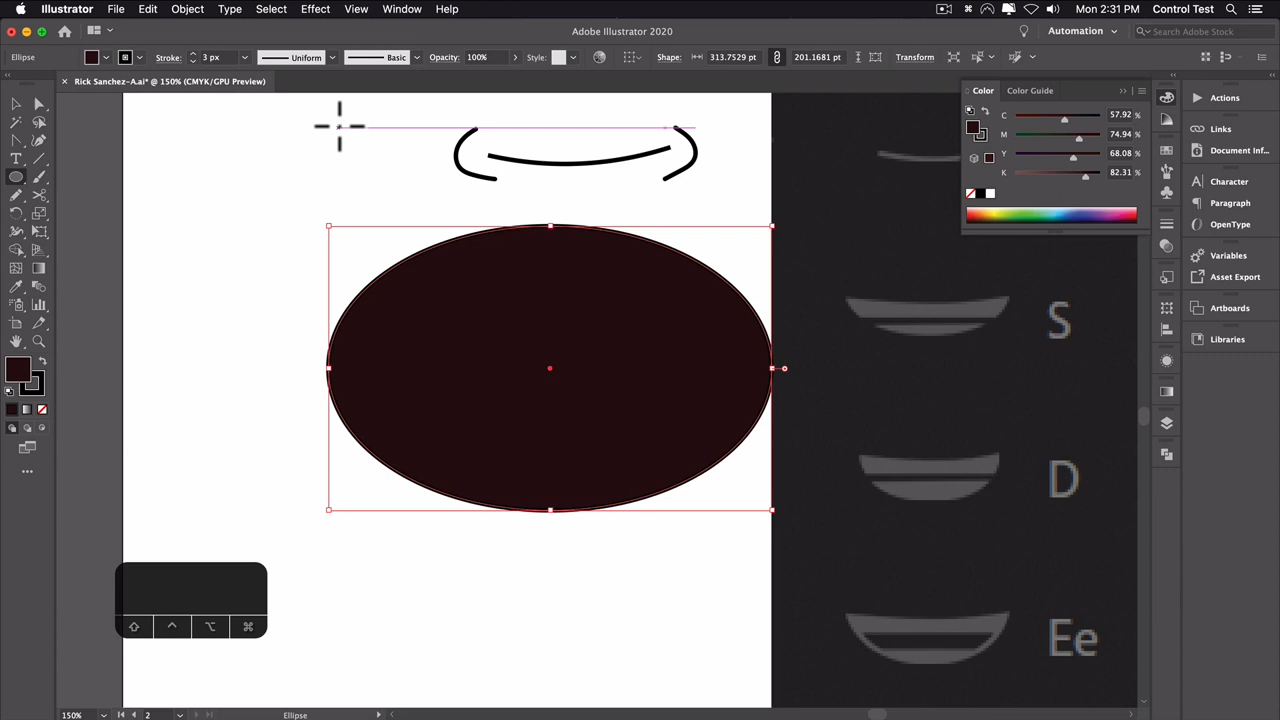 Illustrator File Edit Object Type Select Effect View Window Help Mon 2:31 PM Control Test
Adobe Illustrator 2020 Automation Search Adobe Stock
Ellipse Stroke: 3 px Uniform Basic Opacity: 100% Style: Shape: 313.7529 pt 201.1681 pt Transform
Rick Sanchez-A.ai* @ 150% (CMYK/GPU Preview)
Color Color Guide
Actions
C 57.92 %
M 74.94 %
Y 68.08 %
K 82.31 %
Links
Document Inf...
Character
Paragraph
OpenType
Variables
Asset Export
Artboards
Libraries
S
D
Ee
150% 2 Ellipse